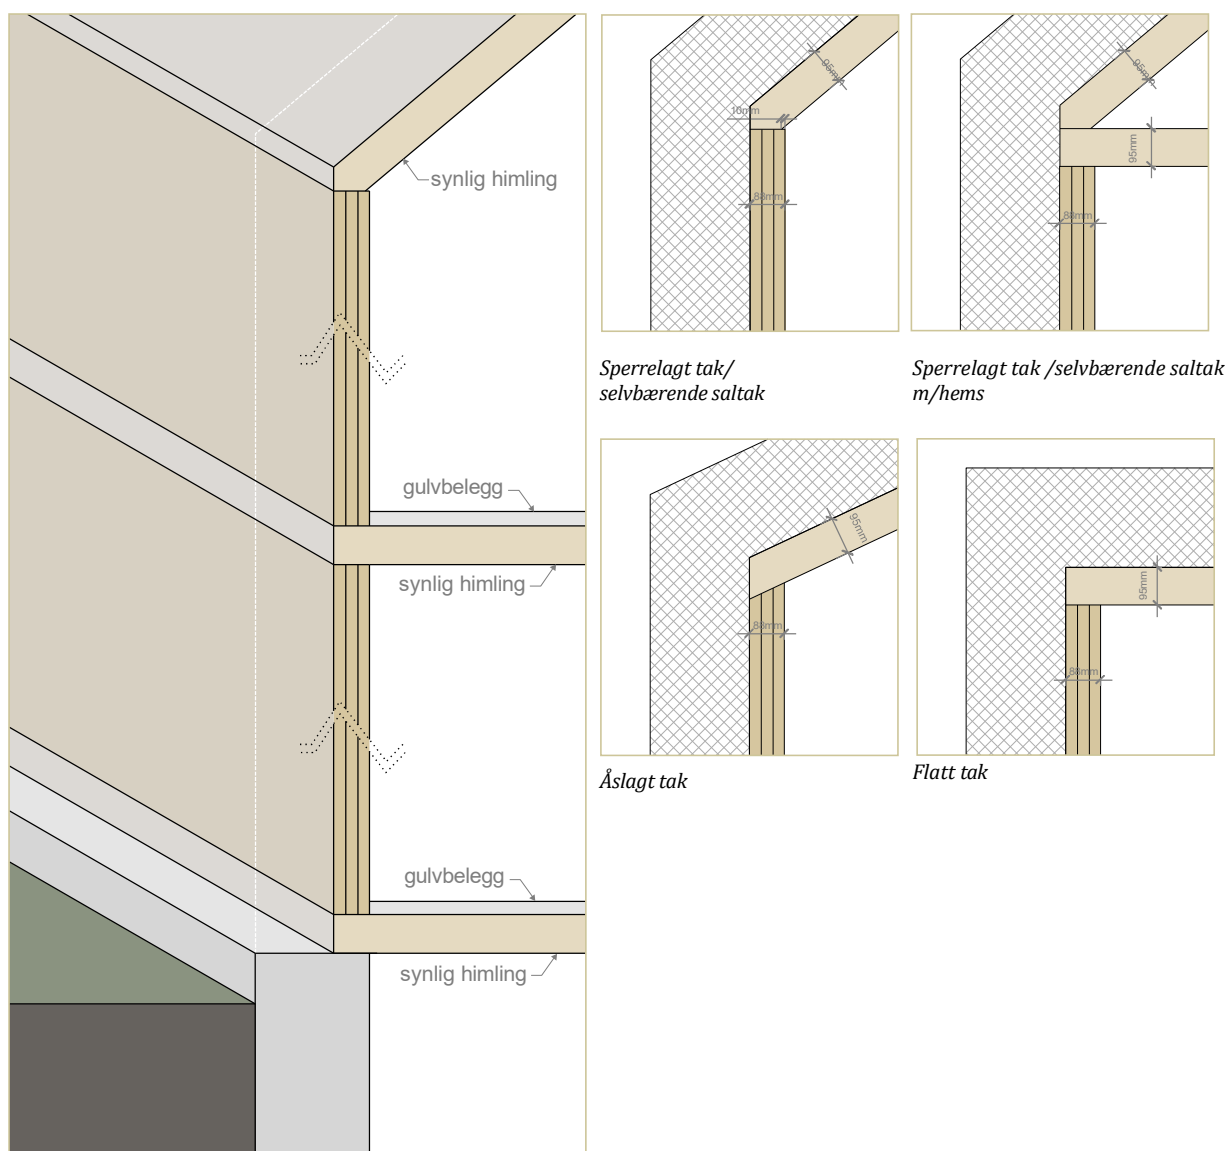 synlig himling
gulvbelegg
synlig himling
gulvbelegg
synlig himling
95mm
10mm
88mm
Sperrelagt tak/
selvbærende saltak
95mm
95mm
88mm
Sperrelagt tak /selvbærende saltak
m/hems
95mm
88mm
Åslagt tak
95mm
88mm
Flatt tak